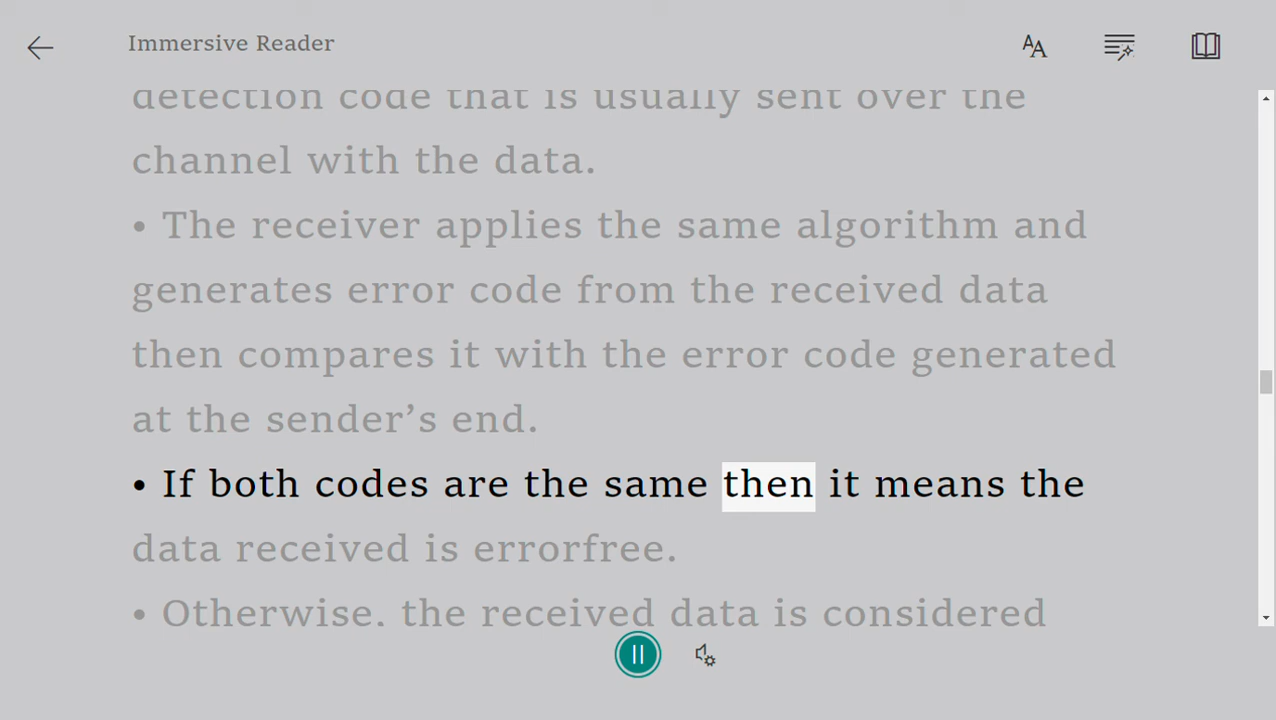 Immersive Reader
detection code that is usually sent over the
channel with the data.
• The receiver applies the same algorithm and
generates error code from the received data
then compares it with the error code generated
at the sender’s end.
• If both codes are the same then it means the
data received is errorfree.
• Otherwise, the received data is considered